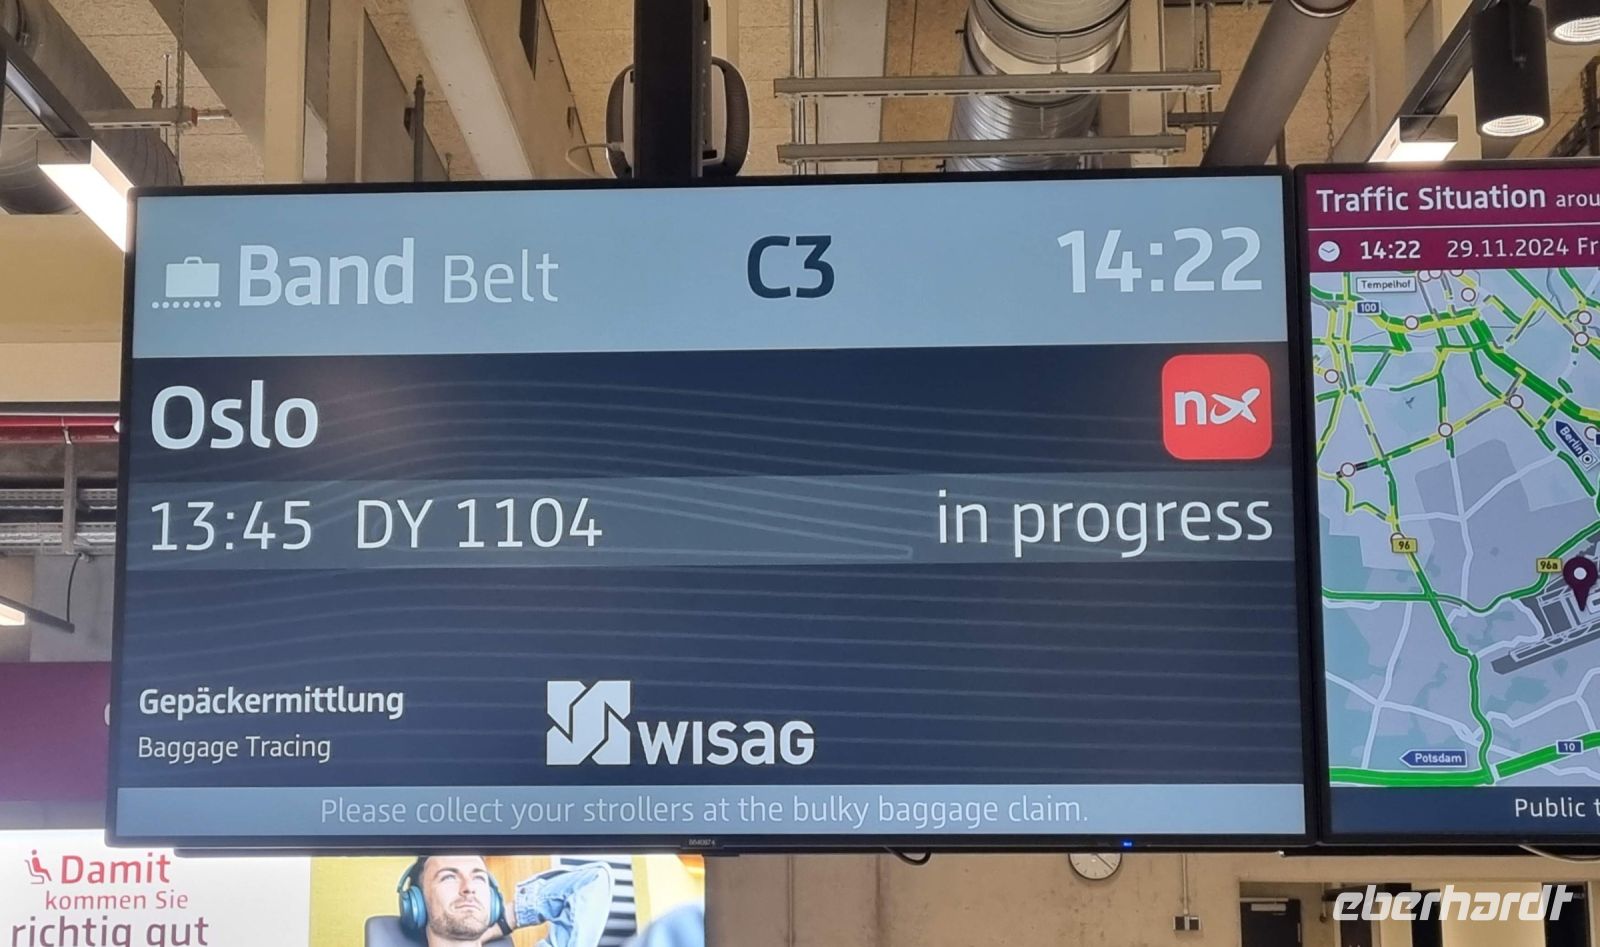 Band Belt C3 14:22
Oslo
nx
13:45 DY 1104 in progress
Gepäckermittlung
Baggage Tracing
WISAG
Please collect your strollers at the bulky baggage claim.
Traffic Situation
14:22 29.11.2024 Fr
Tempelhof
100
Berlin
96
96a
10
Potsdam
Public
Damit
kommen Sie
richtig gut
eberhardt